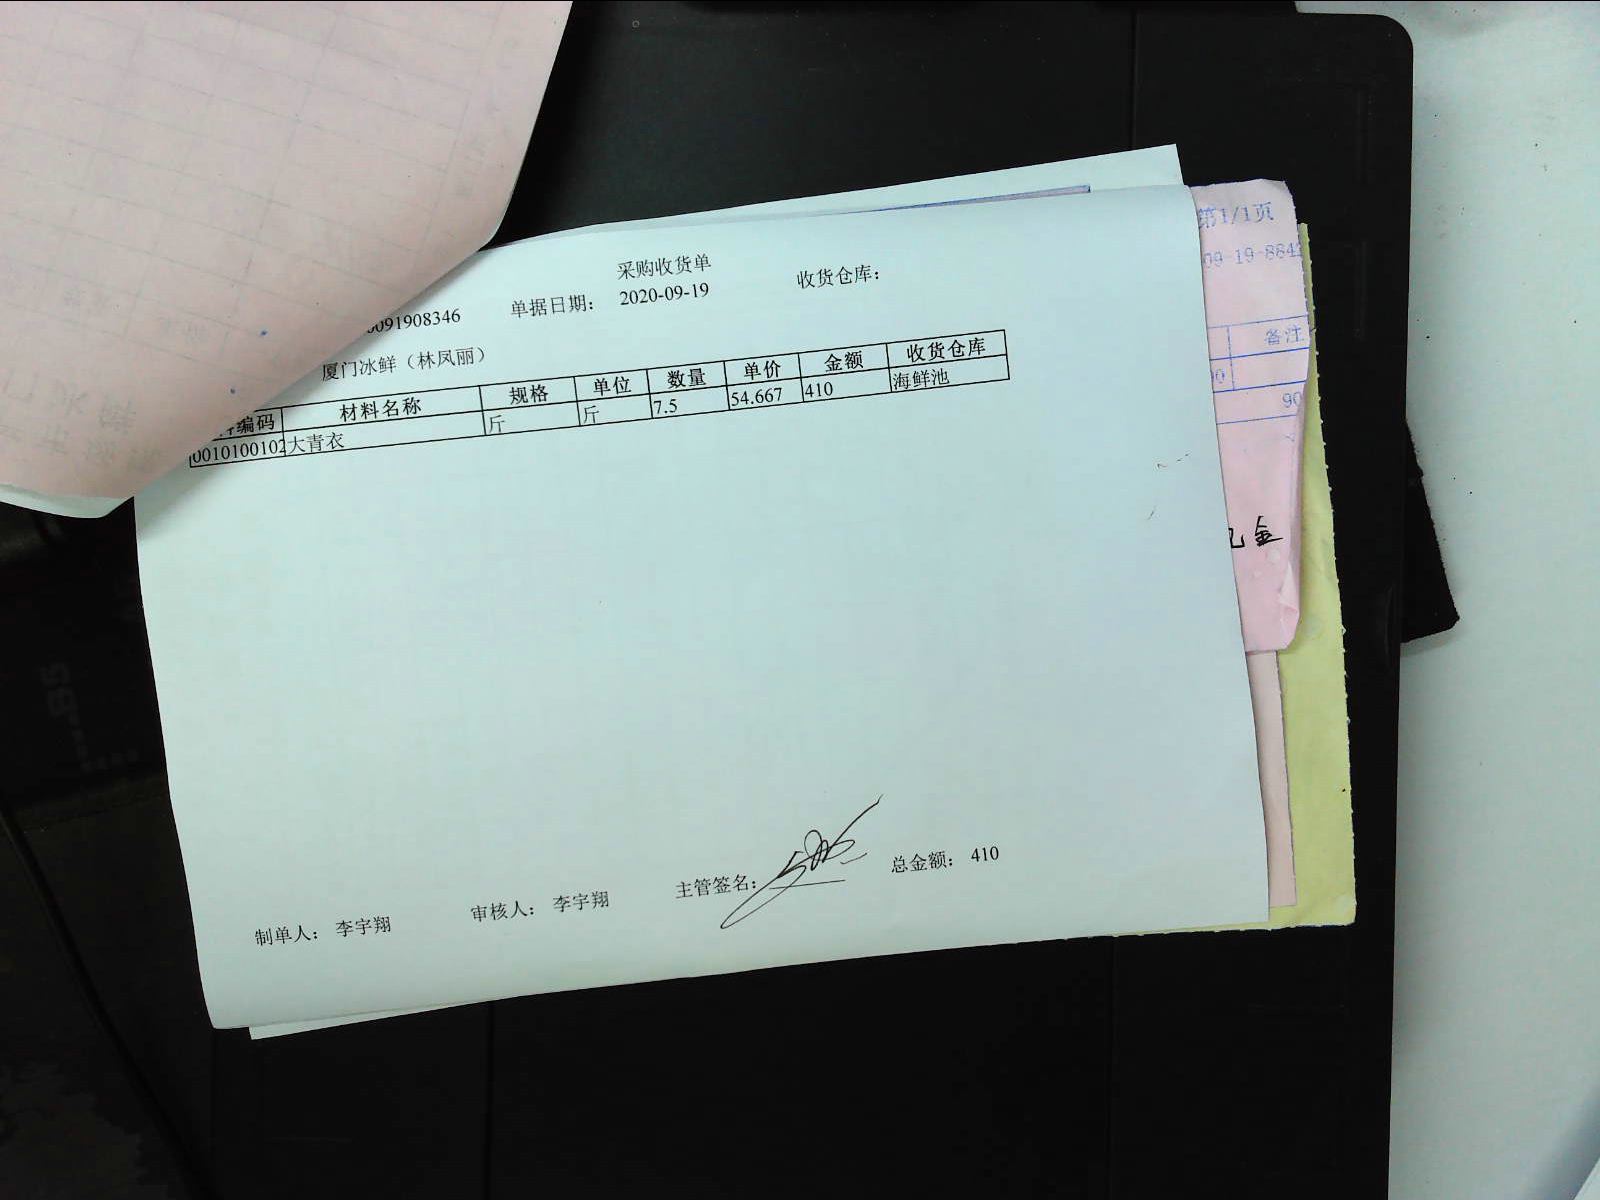 采购收货单
091908346 单据日期: 2020-09-19 收货仓库:
厦门冰鲜（林凤丽）
编码 材料名称 规格 单位 数量 单价 金额 收货仓库
0010100102 大青衣 斤 斤 7.5 54.667 410 海鲜池
制单人: 李宇翔 审核人: 李宇翔 主管签名: 总金额: 410
第1/1页
09-19-884
备注
90
金